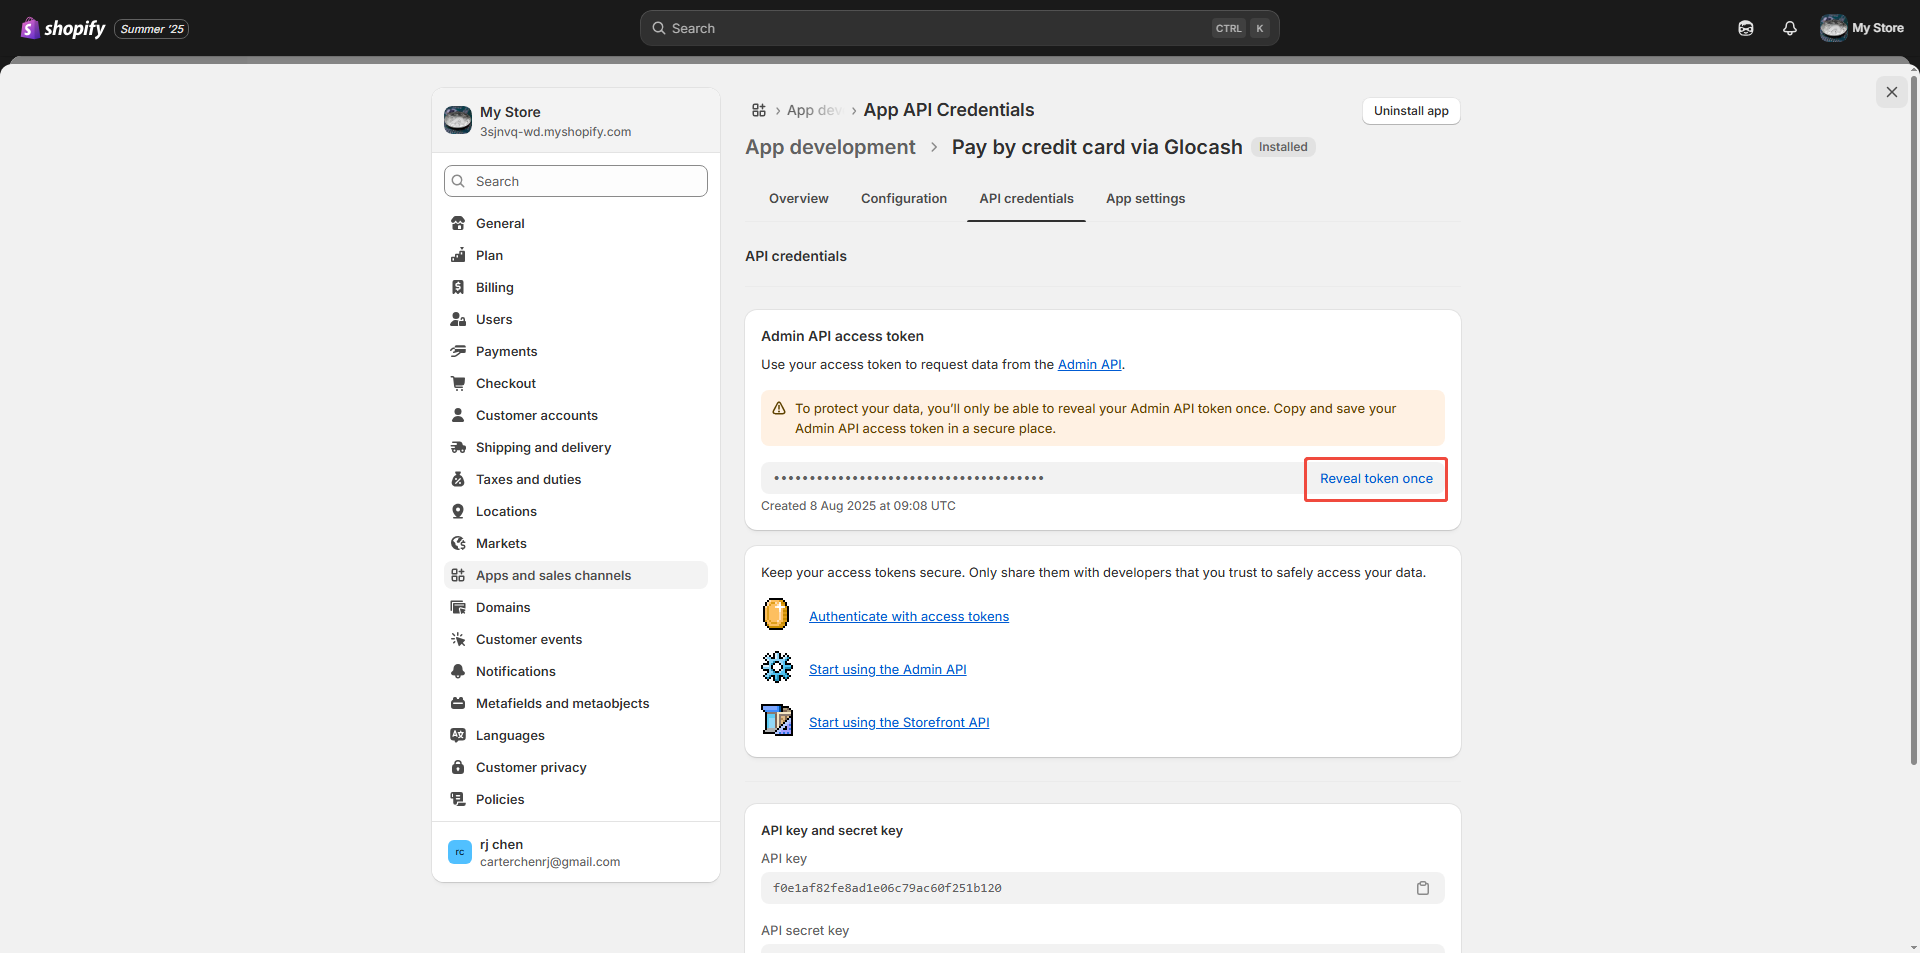 shopify Summer '25
Search CTRL K
My Store
My Store
3sjnvq-wd.myshopify.com
Search
General
Plan
Billing
Users
Payments
Checkout
Customer accounts
Shipping and delivery
Taxes and duties
Locations
Markets
Apps and sales channels
Domains
Customer events
Notifications
Metafields and metaobjects
Languages
Customer privacy
Policies
rc
rj chen
carterchenrj@gmail.com
App dev › App API Credentials
Uninstall app
App development › Pay by credit card via Glocash Installed
Overview Configuration API credentials App settings
API credentials
Admin API access token
Use your access token to request data from the Admin API.
To protect your data, you’ll only be able to reveal your Admin API token once. Copy and save your
Admin API access token in a secure place.
•••••••••••••••••••••••••••••••••••••• Reveal token once
Created 8 Aug 2025 at 09:08 UTC
Keep your access tokens secure. Only share them with developers that you trust to safely access your data.
Authenticate with access tokens
Start using the Admin API
Start using the Storefront API
API key and secret key
API key
f0e1af82fe8ad1e06c79ac60f251b120
API secret key